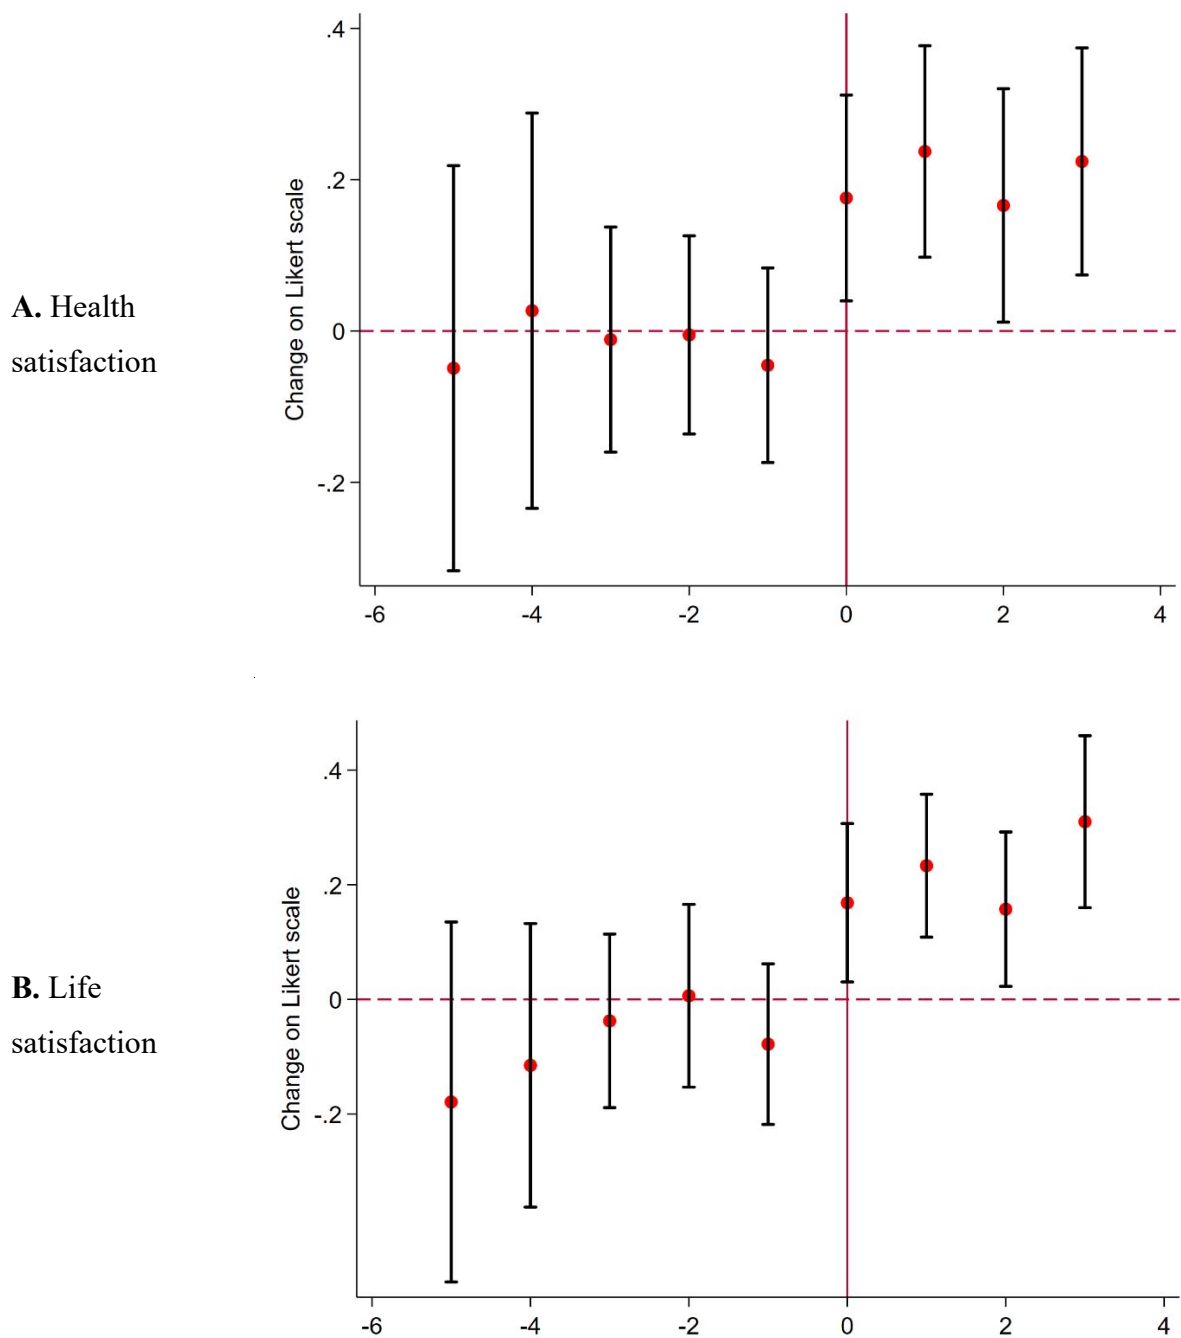 A. Health
satisfaction
Change on Likert scale
.4
.2
0
-.2
-6 -4 -2 0 2 4
B. Life
satisfaction
Change on Likert scale
.4
.2
0
-.2
-6 -4 -2 0 2 4